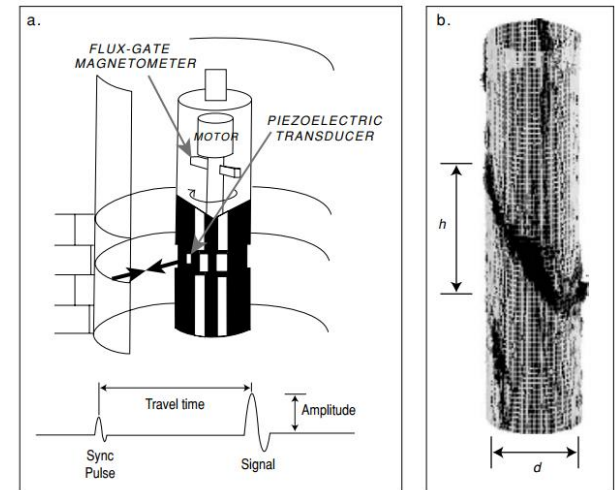 a.
FLUX-GATE
MAGNETOMETER
PIEZOELECTRIC
TRANSDUCER
MOTOR
Travel time
Amplitude
Sync
Pulse
Signal
b.
h
d